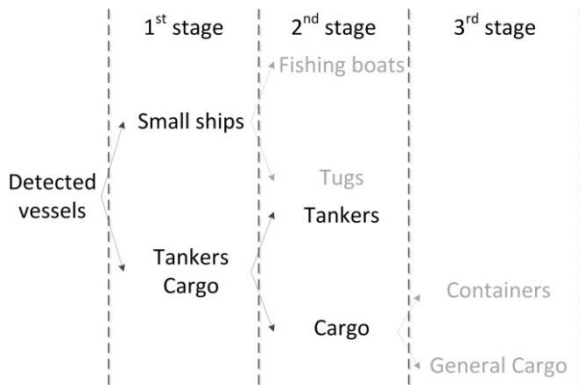 1st stage
2nd stage
3rd stage
Fishing boats
Small ships
Tugs
Detected
vessels
Tankers
Tankers
Cargo
Containers
Cargo
General Cargo